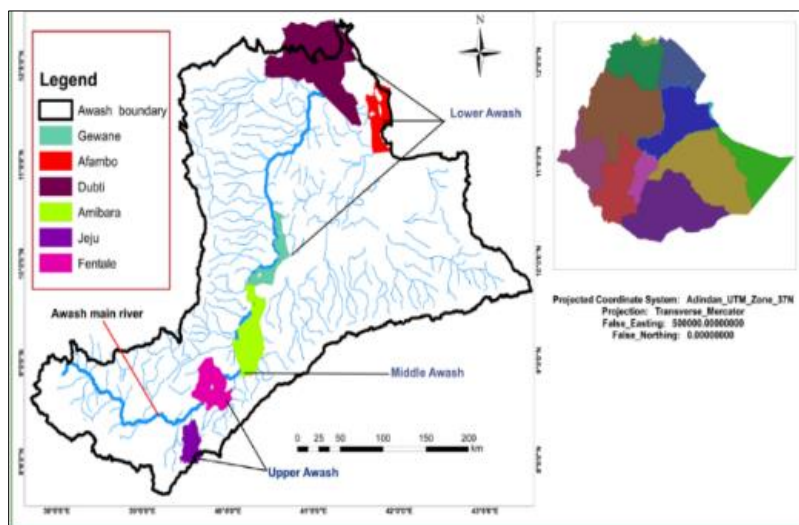 N
Legend
Awash boundary
Gewane
Afambo
Dubti
Amibara
Jeju
Fentale
Lower Awash
Awash main river
Middle Awash
Upper Awash
0 25 50 100 150 200
km
Projected Coordinate System: Adindan_UTM_Zone_37N
Projection: Transverse_Mercator
False_Easting: 500000.00000000
False_Northing: 0.00000000